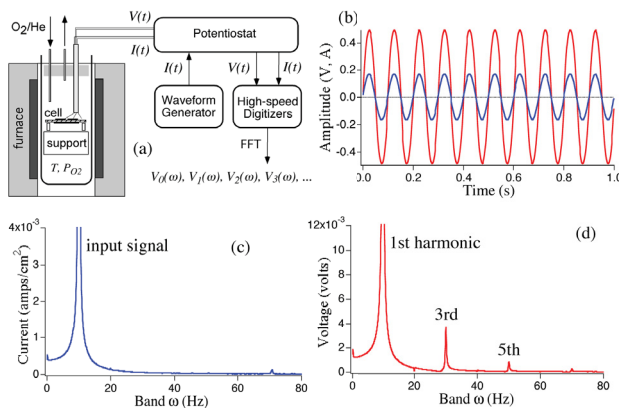 O2/He
V(t)
I(t)
Potentiostat
I(t)
V(t)
I(t)
Waveform
Generator
High-speed
Digitizers
FFT
V0(ω), V1(ω), V2(ω), V3(ω), ...
furnace
cell
support
T, PO2
(a)
(b)
Amplitude (V, A)
0.4
0.2
0.0
-0.2
-0.4
0.0
0.2
0.4
0.6
0.8
1.0
Time (s)
(c)
input signal
Current (amps/cm2)
4x10-3
3
2
1
0
0
20
40
60
80
Band ω (Hz)
(d)
1st harmonic
3rd
5th
Voltage (volts)
12x10-3
10
8
6
4
2
0
0
20
40
60
80
Band ω (Hz)